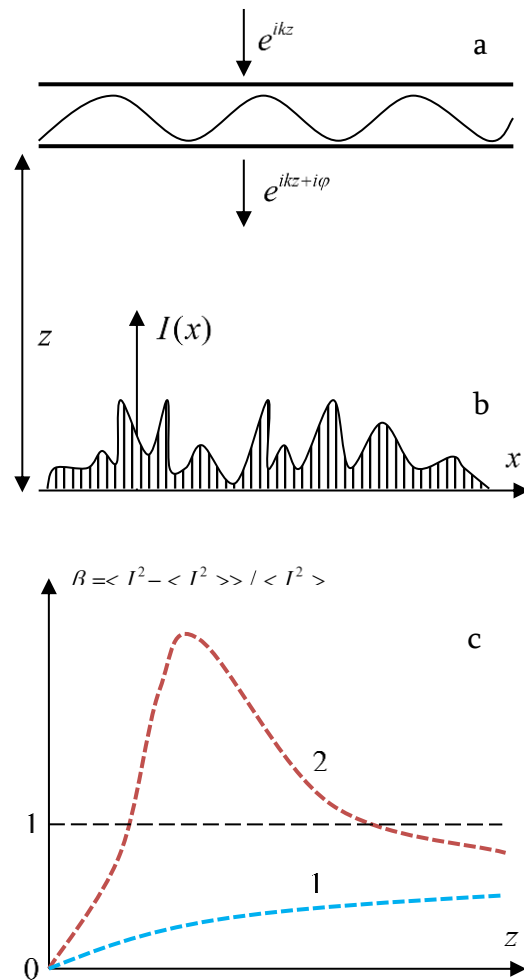 e^{ikz}
a
e^{ikz+iφ}
z
I(x)
b
x
β =< I² − < I² >> / < I² >
c
2
1
1
0
z